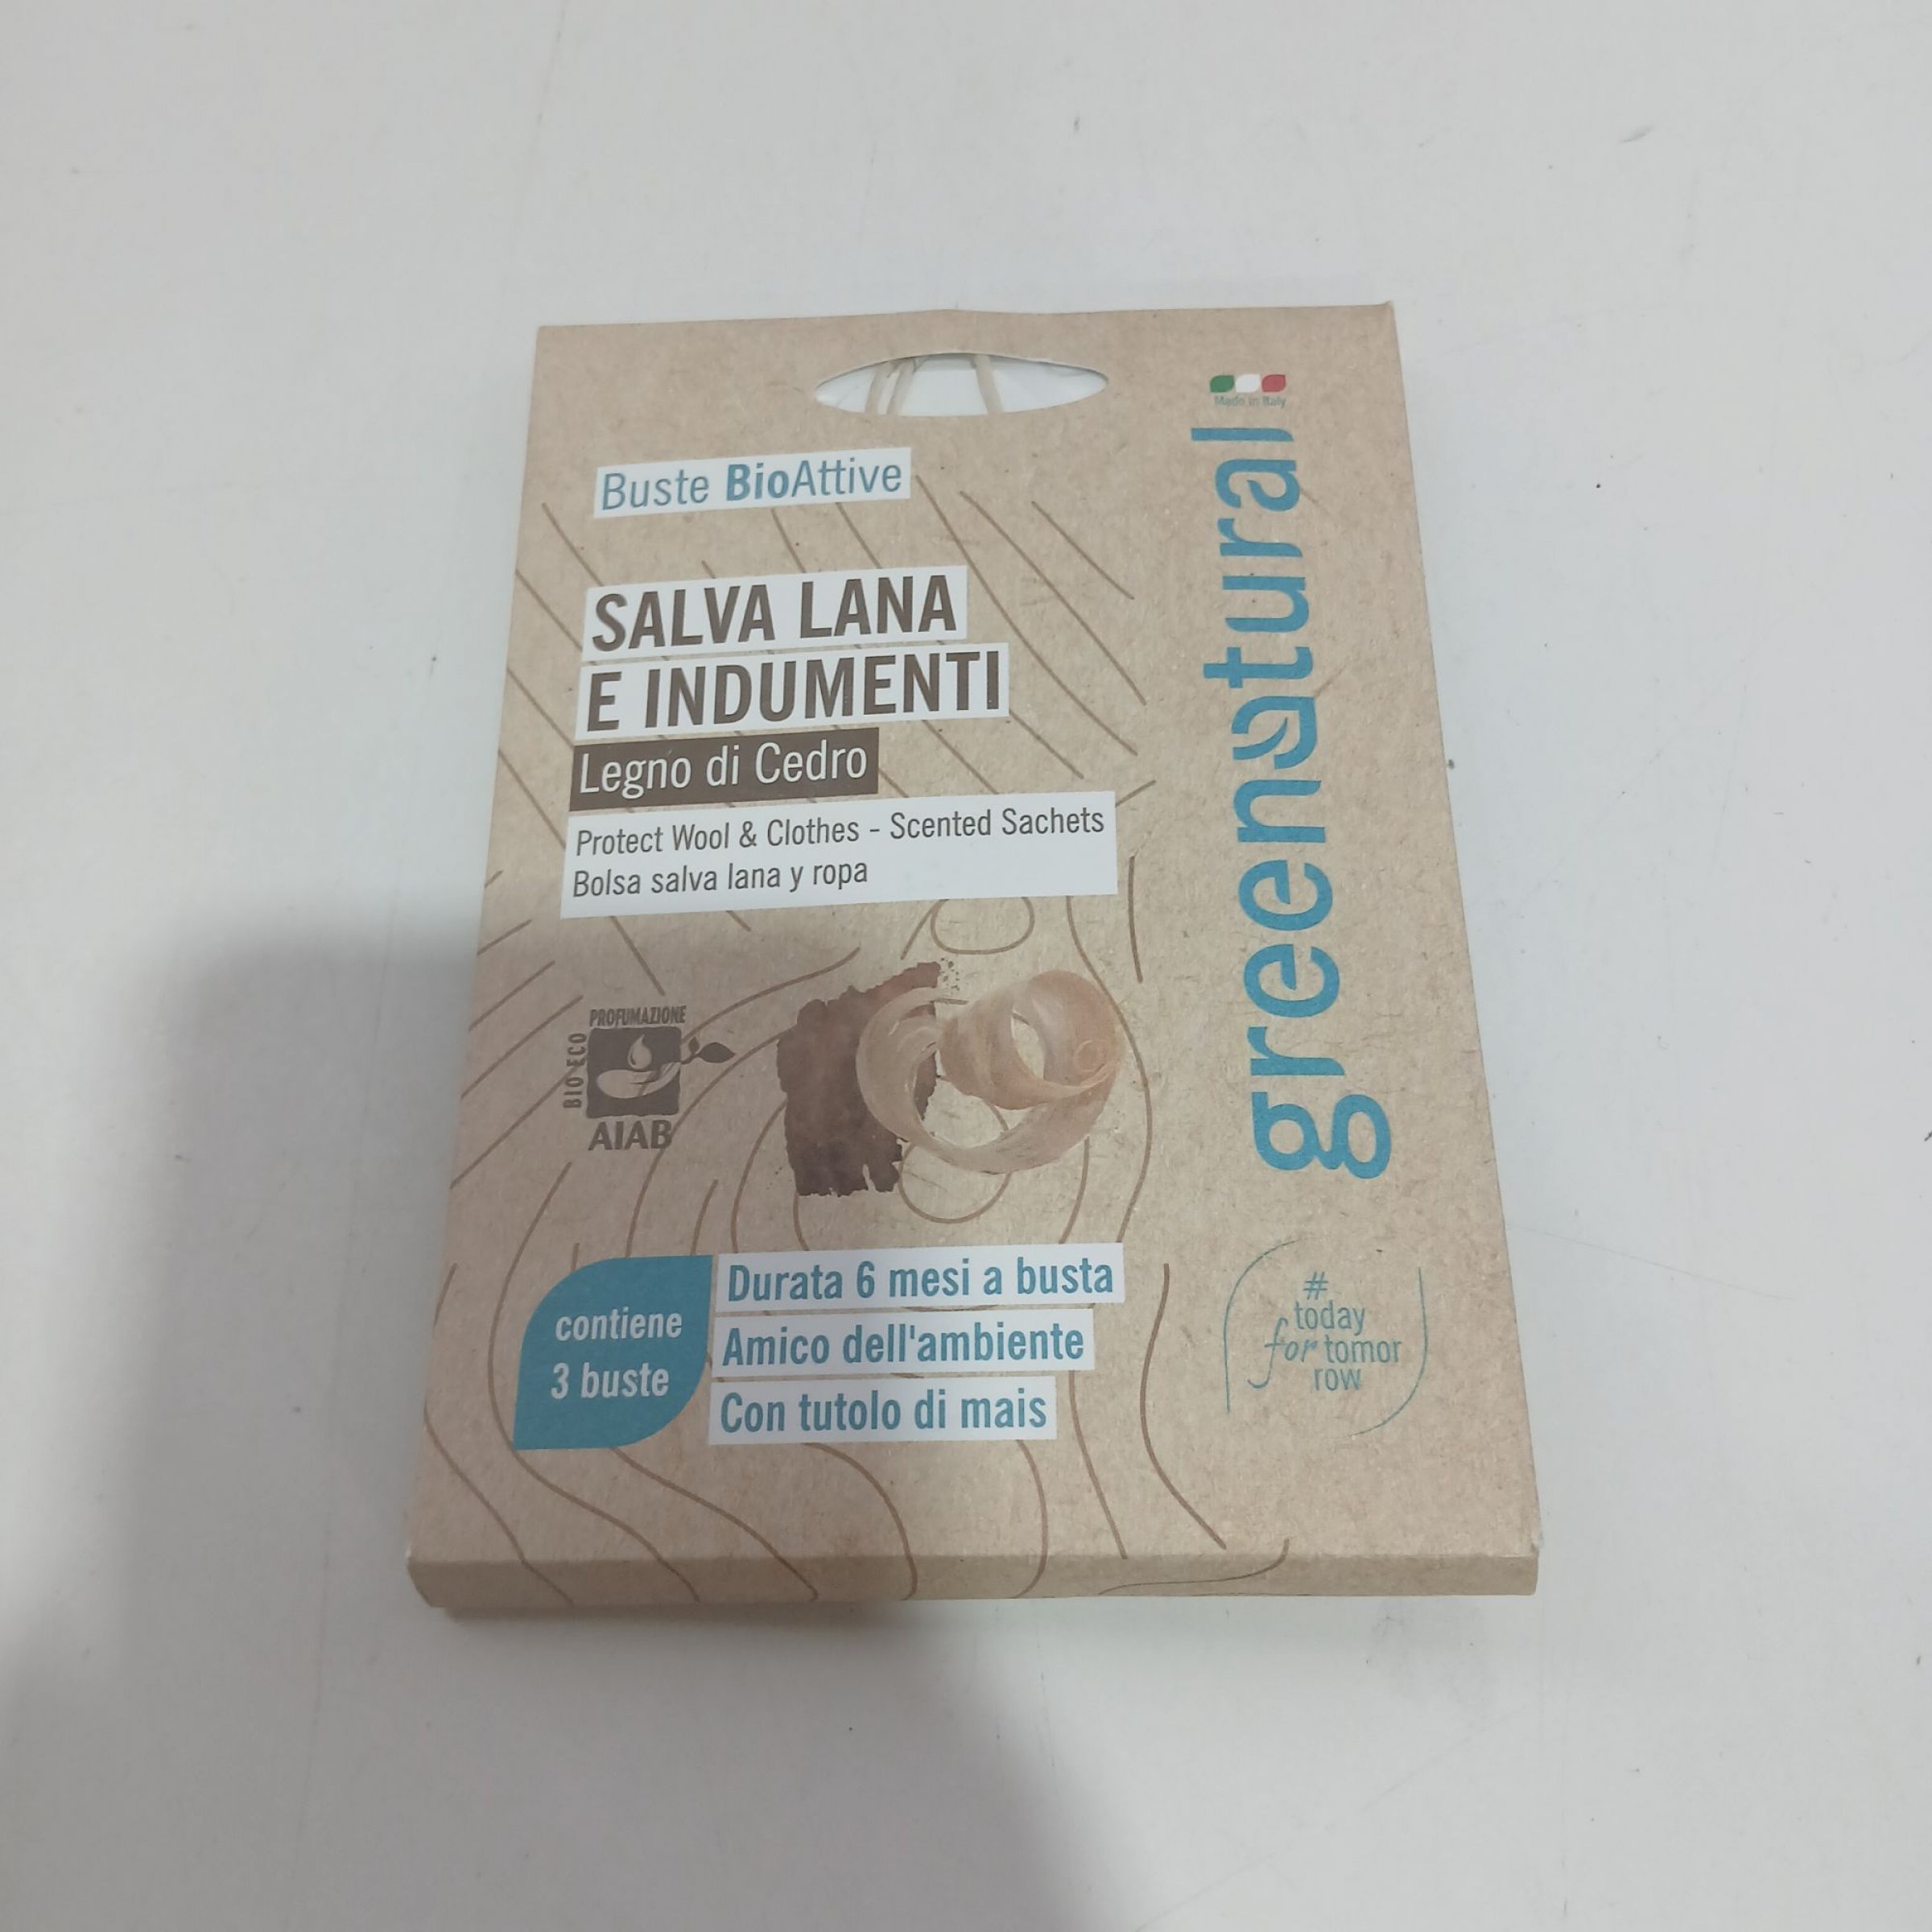 Made in Italy
greenatural
Buste BioAttive
SALVA LANA
E INDUMENTI
Legno di Cedro
Protect Wool & Clothes - Scented Sachets
Bolsa salva lana y ropa
PROFUMAZIONE
BIO ECO
AIAB
contiene
3 buste
Durata 6 mesi a busta
Amico dell'ambiente
Con tutolo di mais
#
today
for tomor
row